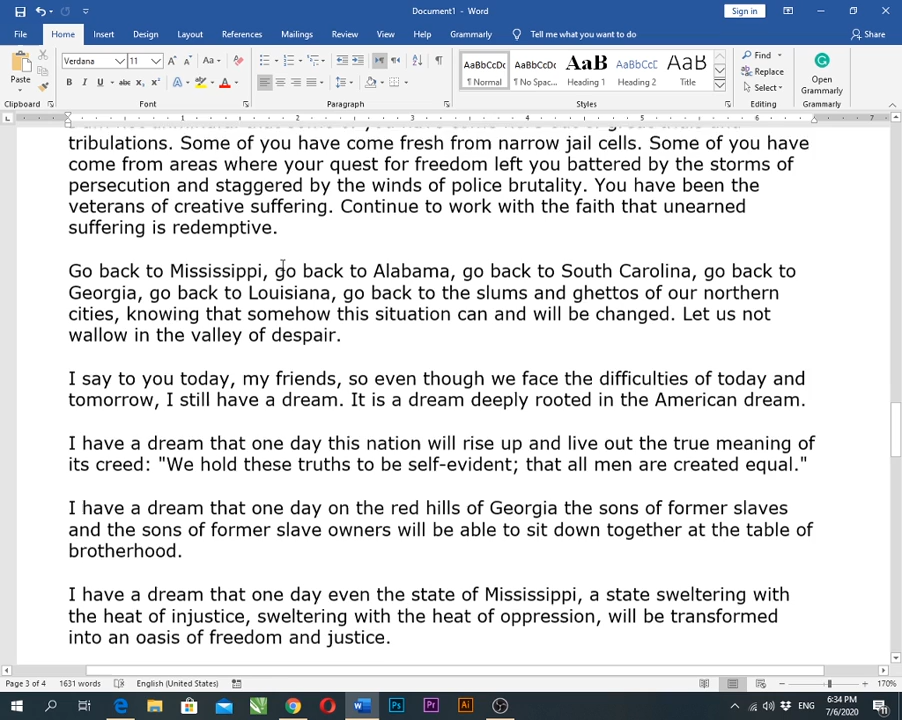 Document1 - Word
Sign in
File Home Insert Design Layout References Mailings Review View Help Grammarly Tell me what you want to do Share
Paste
Verdana 11
AaBbCcDc AaBbCcDc AaB AaBbCcC AaB
¶ Normal ¶ No Spac... Heading 1 Heading 2 Title
Find
Replace
Select
Open
Grammarly
Clipboard Font Paragraph Styles Editing Grammarly
1 2 3 4 5 6 7
tribulations. Some of you have come fresh from narrow jail cells. Some of you have
come from areas where your quest for freedom left you battered by the storms of
persecution and staggered by the winds of police brutality. You have been the
veterans of creative suffering. Continue to work with the faith that unearned
suffering is redemptive.
Go back to Mississippi, go back to Alabama, go back to South Carolina, go back to
Georgia, go back to Louisiana, go back to the slums and ghettos of our northern
cities, knowing that somehow this situation can and will be changed. Let us not
wallow in the valley of despair.
I say to you today, my friends, so even though we face the difficulties of today and
tomorrow, I still have a dream. It is a dream deeply rooted in the American dream.
I have a dream that one day this nation will rise up and live out the true meaning of
its creed: "We hold these truths to be self-evident; that all men are created equal."
I have a dream that one day on the red hills of Georgia the sons of former slaves
and the sons of former slave owners will be able to sit down together at the table of
brotherhood.
I have a dream that one day even the state of Mississippi, a state sweltering with
the heat of injustice, sweltering with the heat of oppression, will be transformed
into an oasis of freedom and justice.
Page 3 of 4 1631 words English (United States) 170%
6:34 PM
ENG
7/6/2020